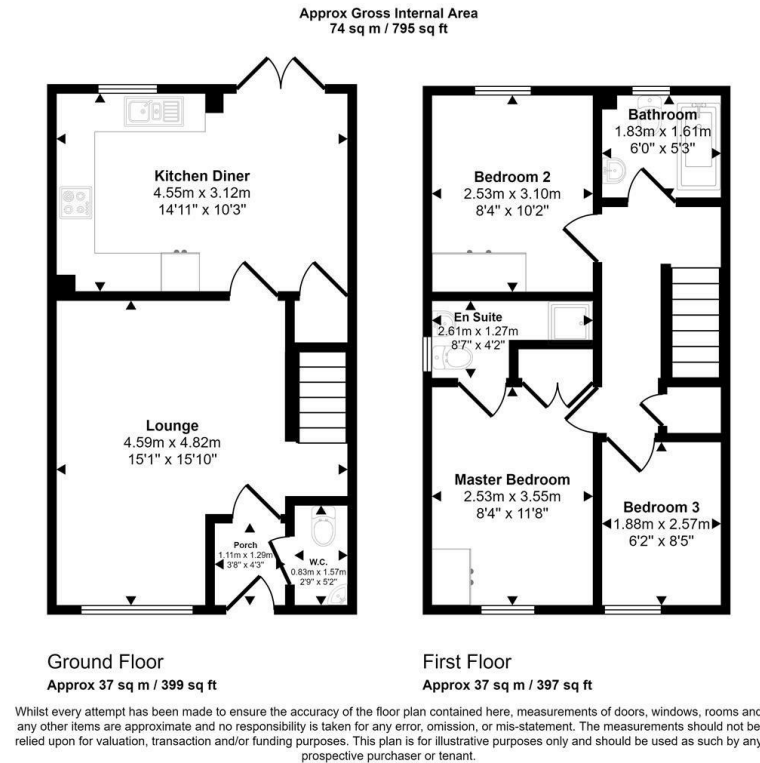 Approx Gross Internal Area
74 sq m / 795 sq ft
Kitchen Diner
4.55m x 3.12m
14'11" x 10'3"
Lounge
4.59m x 4.82m
15'1" x 15'10"
Porch
1.11m x 1.29m
3'8" x 4'3"
W.C.
0.83m x 1.57m
2'9" x 5'2"
Bedroom 2
2.53m x 3.10m
8'4" x 10'2"
Bathroom
1.83m x 1.61m
6'0" x 5'3"
En Suite
2.61m x 1.27m
8'7" x 4'2"
Master Bedroom
2.53m x 3.55m
8'4" x 11'8"
Bedroom 3
1.88m x 2.57m
6'2" x 8'5"
Ground Floor
Approx 37 sq m / 399 sq ft
First Floor
Approx 37 sq m / 397 sq ft
Whilst every attempt has been made to ensure the accuracy of the floor plan contained here, measurements of doors, windows, rooms and
any other items are approximate and no responsibility is taken for any error, omission, or mis-statement. The measurements should not be
relied upon for valuation, transaction and/or funding purposes. This plan is for illustrative purposes only and should be used as such by any
prospective purchaser or tenant.